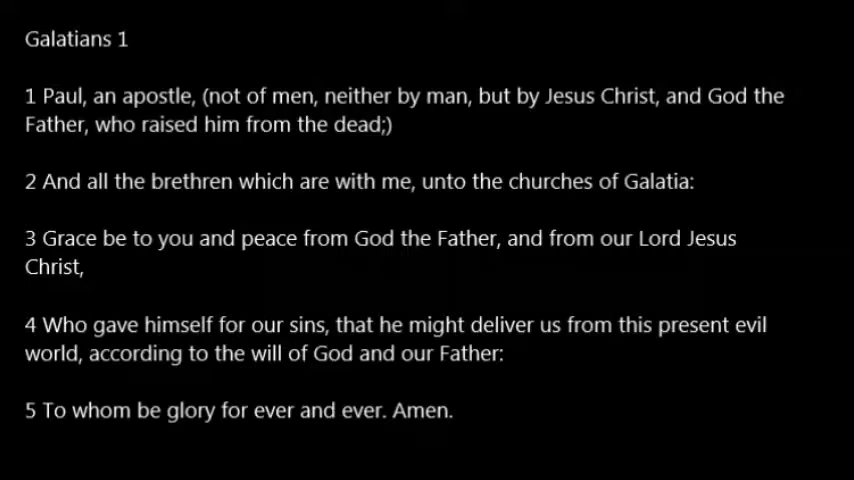 Galatians 1
1 Paul, an apostle, (not of men, neither by man, but by Jesus Christ, and God the
Father, who raised him from the dead;)
2 And all the brethren which are with me, unto the churches of Galatia:
3 Grace be to you and peace from God the Father, and from our Lord Jesus
Christ,
4 Who gave himself for our sins, that he might deliver us from this present evil
world, according to the will of God and our Father:
5 To whom be glory for ever and ever. Amen.